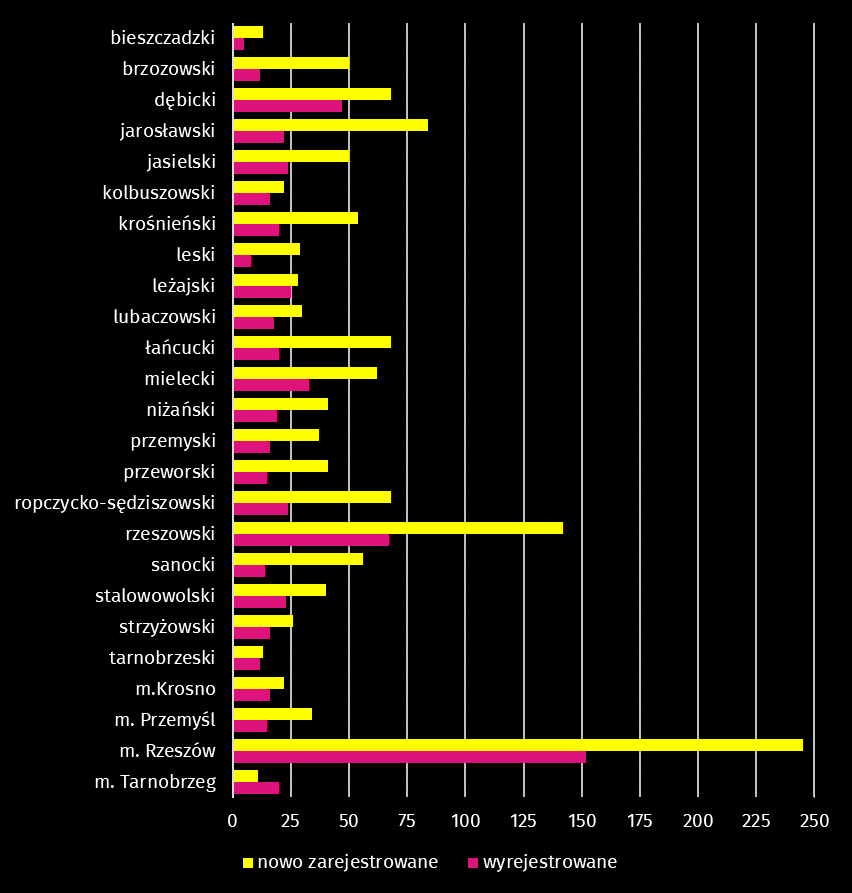 bieszczadzki
brzozowski
dębicki
jarosławski
jasielski
kolbuszowski
krośnieński
leski
leżajski
lubaczowski
łańcucki
mielecki
niżański
przemyski
przeworski
ropczycko-sędziszowski
rzeszowski
sanocki
stalowowolski
strzyżowski
tarnobrzeski
m.Krosno
m. Przemyśl
m. Rzeszów
m. Tarnobrzeg
0 25 50 75 100 125 150 175 200 225 250
nowo zarejestrowane wyrejestrowane